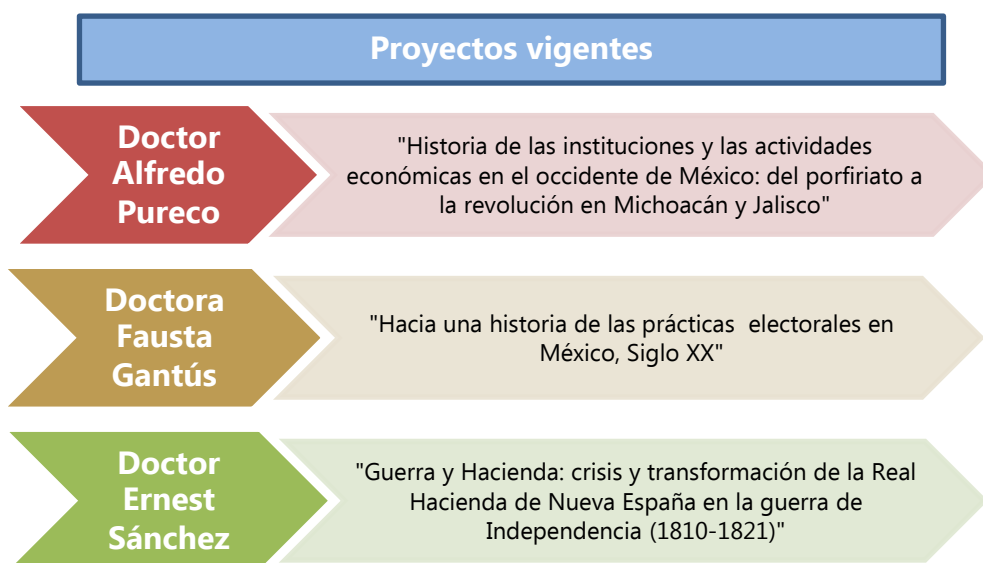 Proyectos vigentes
Doctor
Alfredo
Pureco
"Historia de las instituciones y las actividades
económicas en el occidente de México: del porfiriato a
la revolución en Michoacán y Jalisco"
Doctora
Fausta
Gantús
"Hacia una historia de las prácticas  electorales en
México, Siglo XX"
Doctor
Ernest
Sánchez
"Guerra y Hacienda: crisis y transformación de la Real
Hacienda de Nueva España en la guerra de
Independencia (1810-1821)"